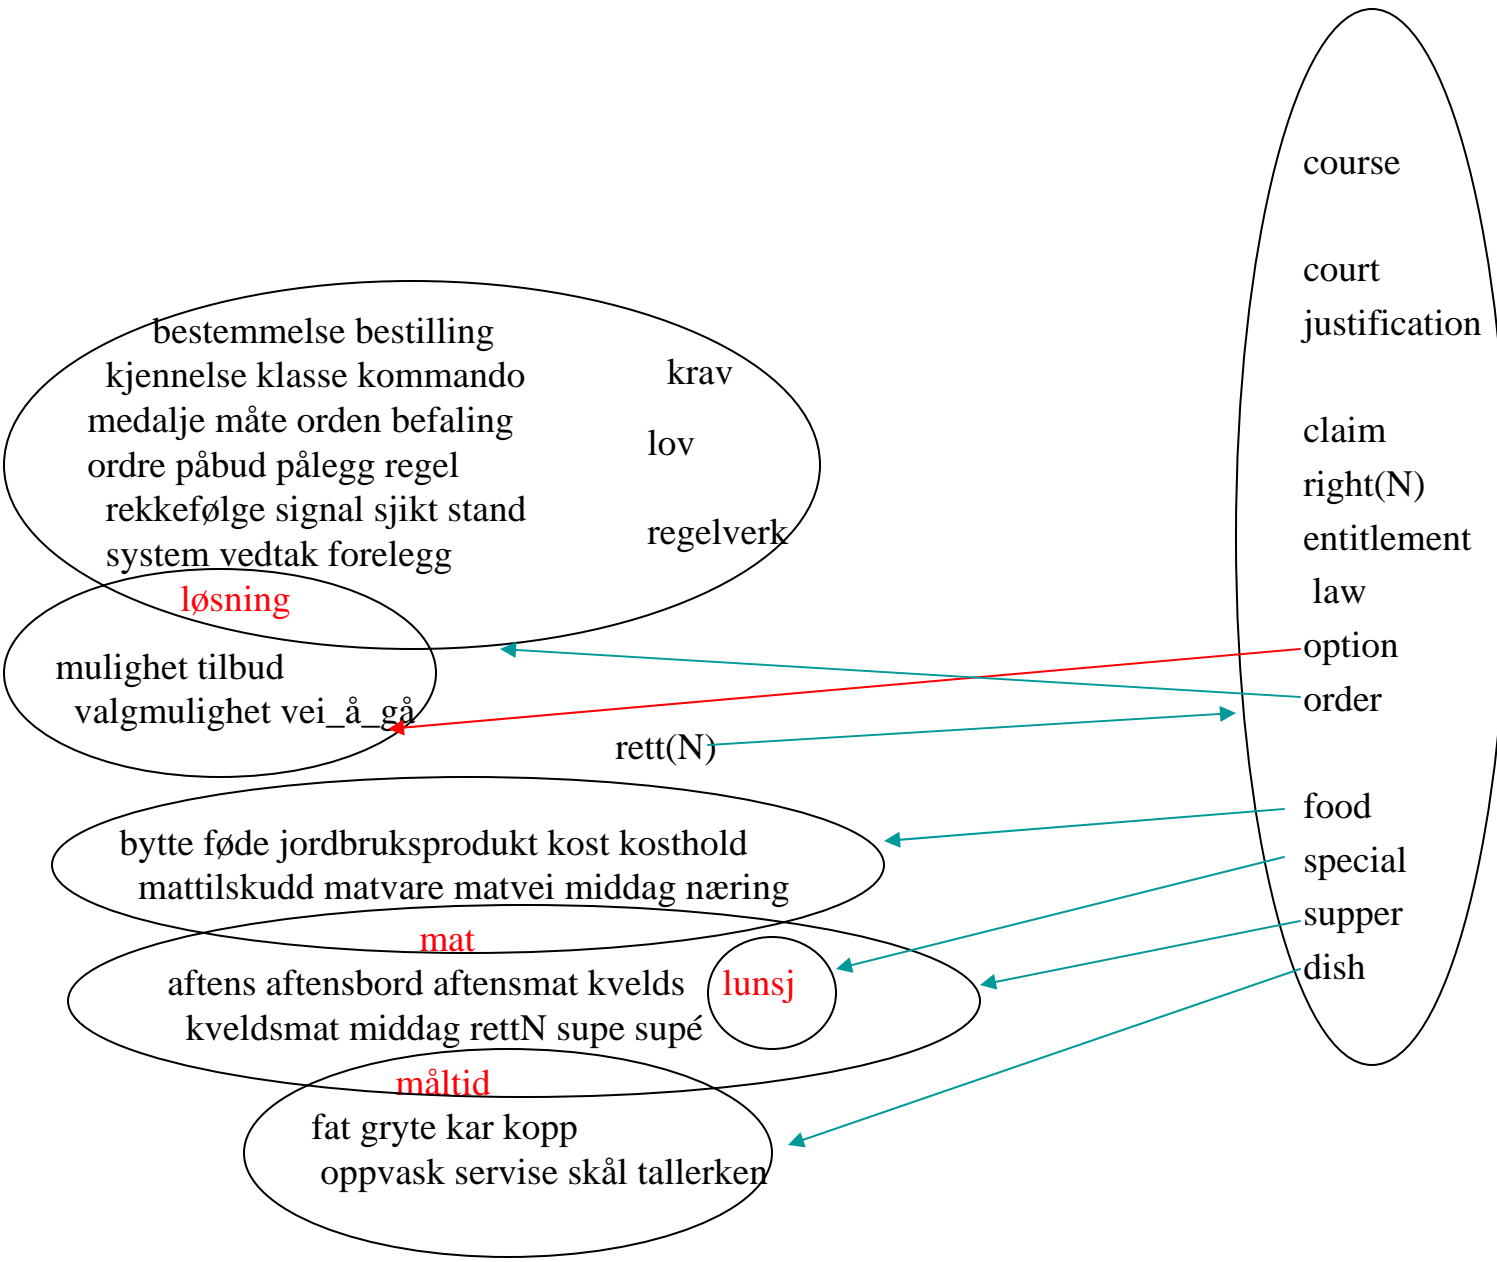 bestemmelse bestilling
kjennelse klasse kommando
medalje måte orden befaling
ordre påbud pålegg regel
rekkefølge signal sjikt stand
system vedtak forelegg
krav
lov
regelverk
løsning
mulighet tilbud
valgmulighet vei_å_gå
rett(N)
bytte føde jordbruksprodukt kost kosthold
mattilskudd matvare matvei middag næring
mat
aftens aftensbord aftensmat kvelds
kveldsmat middag rettN supe supé
lunsj
måltid
fat gryte kar kopp
oppvask servise skål tallerken
course
court
justification
claim
right(N)
entitlement
law
option
order
food
special
supper
dish